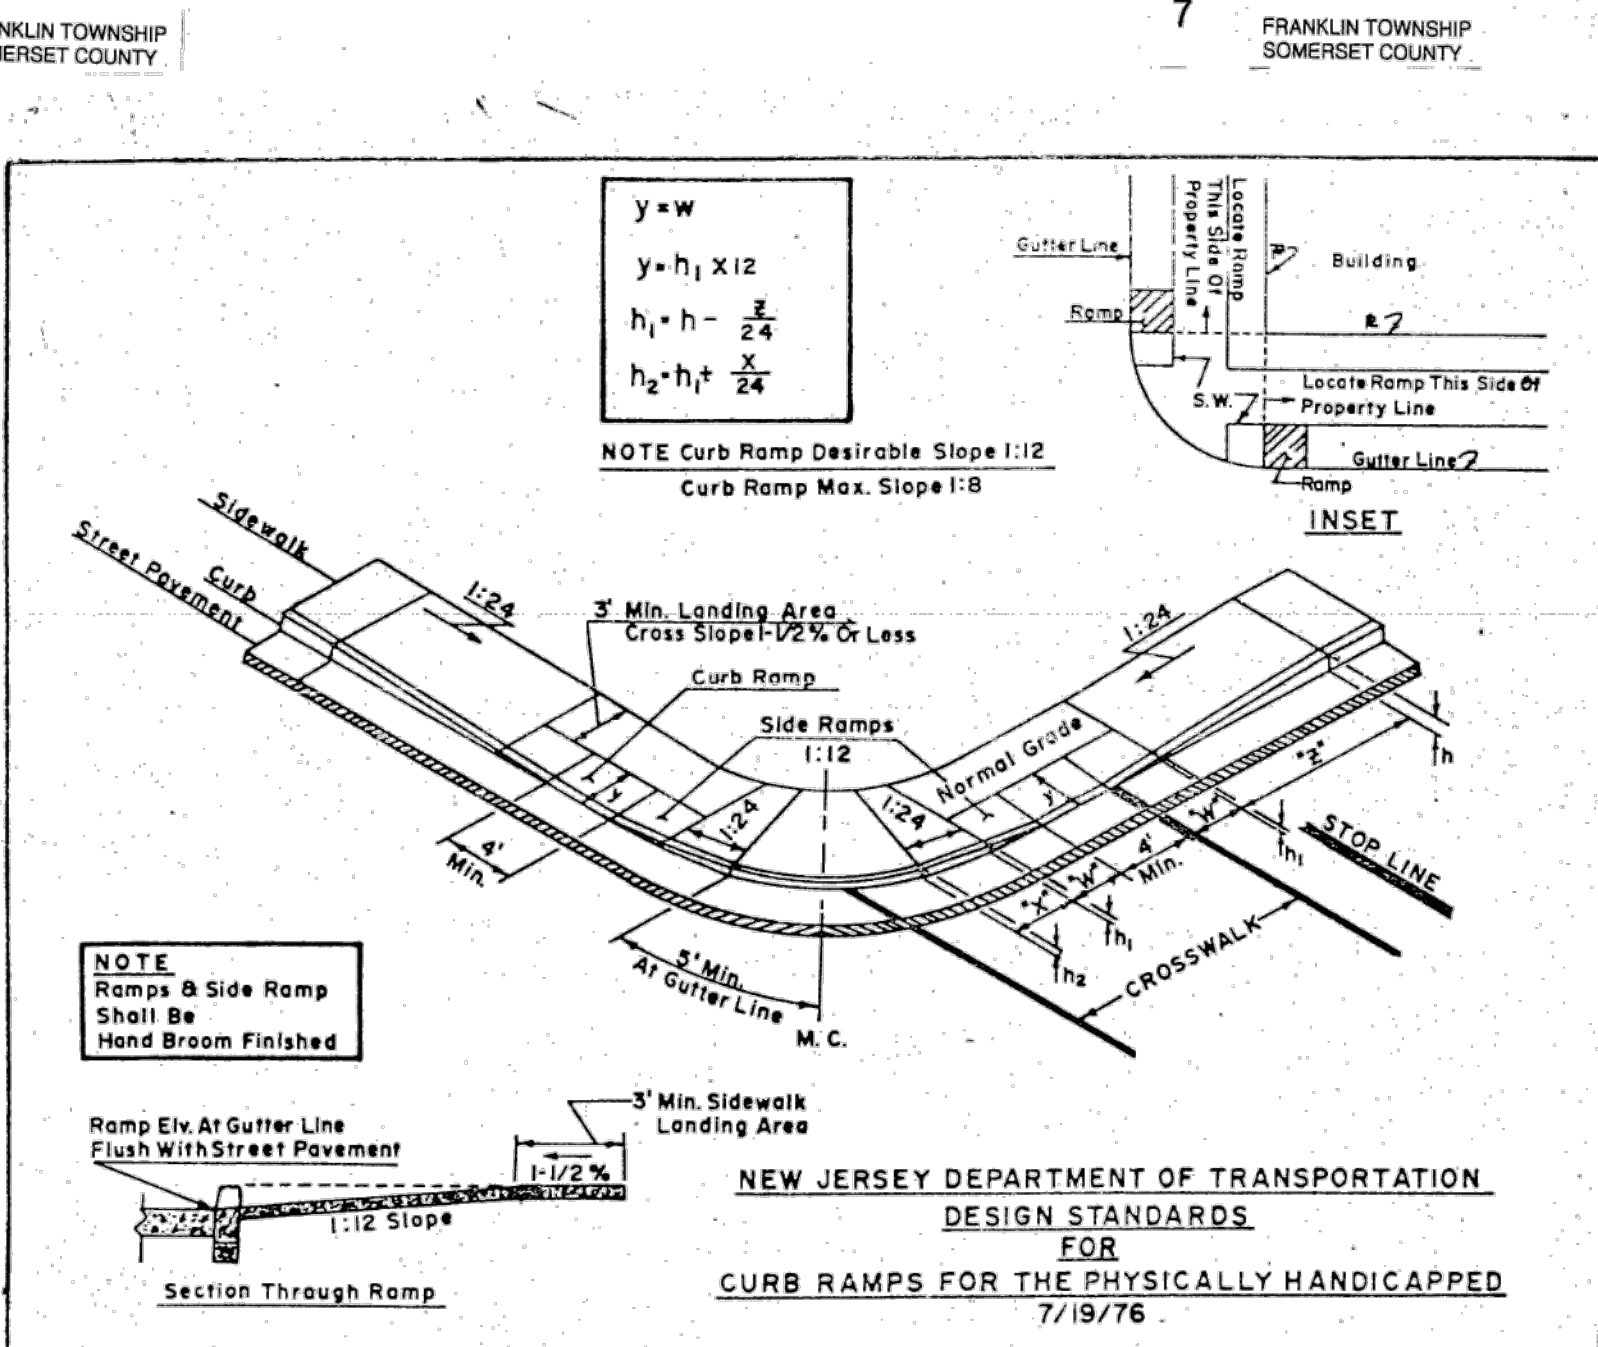 NKLIN TOWNSHIP
ERSET COUNTY
7
FRANKLIN TOWNSHIP
SOMERSET COUNTY
y = w
y = h₁ X 12
h₁ = h - z/24
h₂ = h₁ + x/24
NOTE Curb Ramp Desirable Slope 1:12
Curb Ramp Max. Slope 1:8
Gutter Line
Ramp
Locate Ramp
This Side Of
Property Line
Building
S.W.
Locate Ramp This Side Of
Property Line
Gutter Line
Ramp
INSET
Sidewalk
Curb
Street Pavement
1:24
3' Min. Landing Area
Cross Slope 1-1/2% Or Less
Curb Ramp
Side Ramps
1:12
Normal Grade
1:24
1:24
1:24
y
y
4'
Min.
5' Min.
At Gutter Line
M. C.
"X"
"W"
4'
Min.
"W"
"Z"
h
h₁
h₁
h₂
STOP LINE
CROSSWALK
NOTE
Ramps & Side Ramp
Shall Be
Hand Broom Finished
Ramp Elv. At Gutter Line
Flush With Street Pavement
3' Min. Sidewalk
Landing Area
1-1/2%
1:12 Slope
Section Through Ramp
NEW JERSEY DEPARTMENT OF TRANSPORTATION
DESIGN STANDARDS
FOR
CURB RAMPS FOR THE PHYSICALLY HANDICAPPED
7/19/76